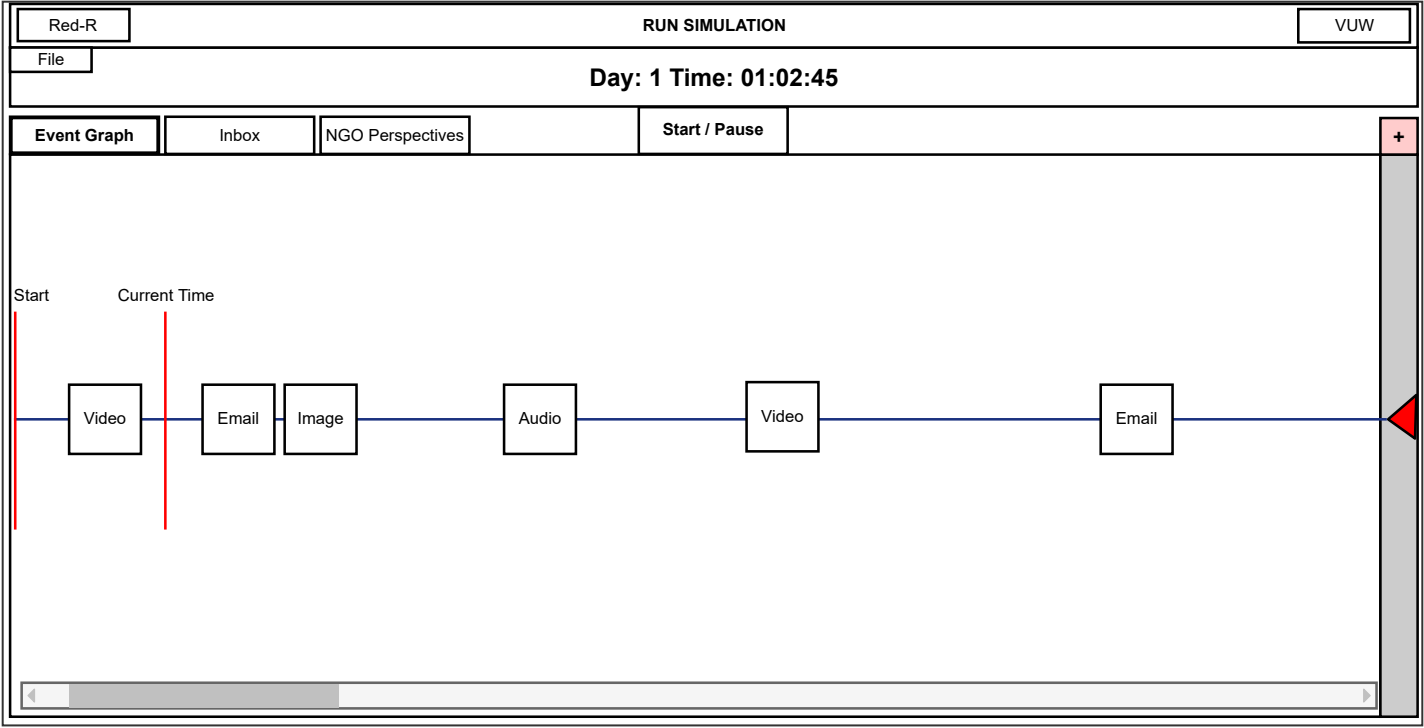 Red-R
RUN SIMULATION
VUW
File
Day: 1 Time: 01:02:45
Event Graph
Inbox
NGO Perspectives
Start / Pause
+
Start
Current Time
Video
Email
Image
Audio
Video
Email